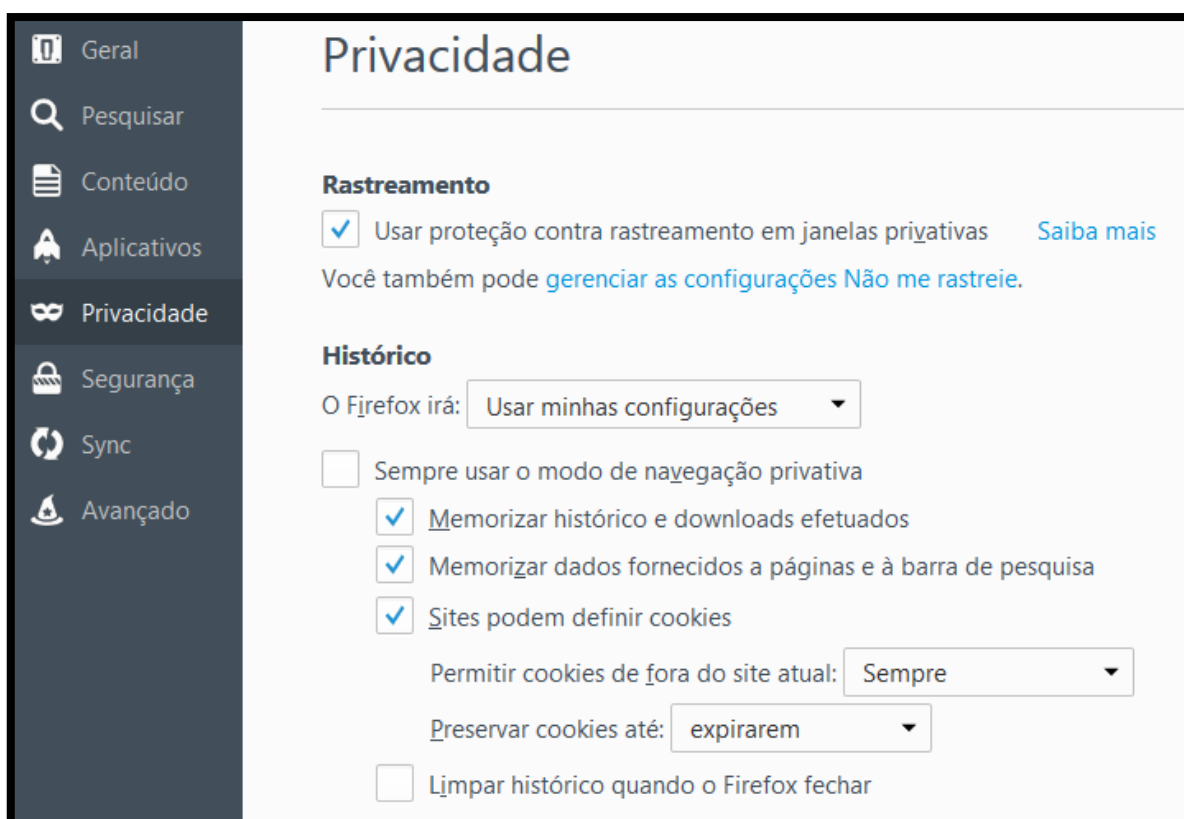 Geral
Pesquisar
Conteúdo
Aplicativos
Privacidade
Segurança
Sync
Avançado
Privacidade
Rastreamento
Usar proteção contra rastreamento em janelas privativas Saiba mais
Você também pode gerenciar as configurações Não me rastreie.
Histórico
O Firefox irá: Usar minhas configurações
Sempre usar o modo de navegação privativa
Memorizar histórico e downloads efetuados
Memorizar dados fornecidos a páginas e à barra de pesquisa
Sites podem definir cookies
Permitir cookies de fora do site atual: Sempre
Preservar cookies até: expirarem
Limpar histórico quando o Firefox fechar